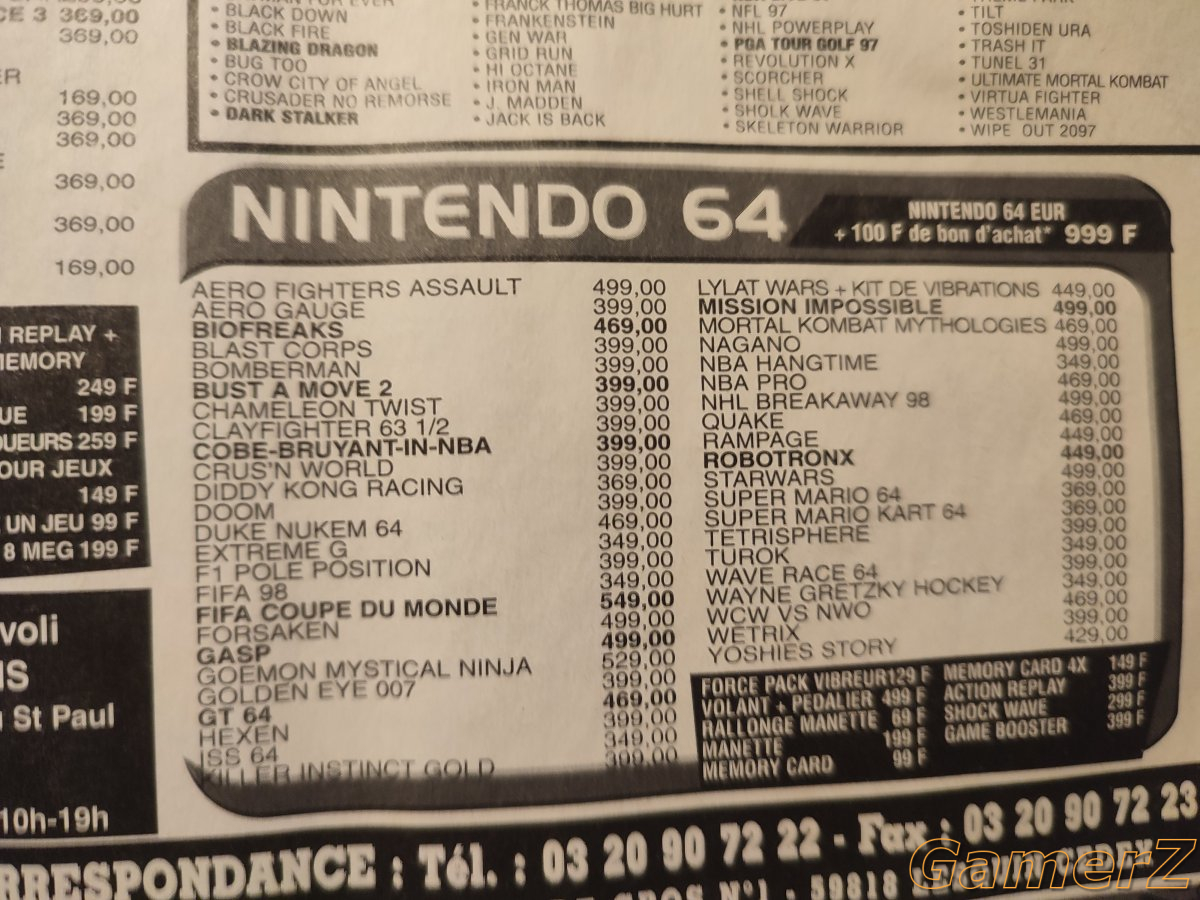 CE 3 369,00
369,00
ER
169,00
369,00
369,00
E
369,00
369,00
169,00
• BLACK DOWN
• BLACK FIRE
• BLAZING DRAGON
• BUG TOO
• CROW CITY OF ANGEL
• CRUSADER NO REMORSE
• DARK STALKER
FRANCK THOMAS BIG HURT
• FRANKENSTEIN
• GEN WAR
• GRID RUN
• HI OCTANE
• IRON MAN
• J. MADDEN
• JACK IS BACK
• NFL 97
• NHL POWERPLAY
• PGA TOUR GOLF 97
• REVOLUTION X
• SCORCHER
• SHELL SHOCK
• SHOLK WAVE
• SKELETON WARRIOR
• TILT
• TOSHIDEN URA
• TRASH IT
• TUNEL 31
• ULTIMATE MORTAL KOMBAT
• VIRTUA FIGHTER
• WESTLEMANIA
• WIPE OUT 2097
REPLAY +
MEMORY
249 F
UE 199 F
OUEURS 259 F
OUR JEUX
149 F
UN JEU 99 F
8 MEG 199 F
voli
IS
St Paul
10h-19h
NINTENDO 64
NINTENDO 64 EUR
+ 100 F de bon d'achat* 999 F
AERO FIGHTERS ASSAULT 499,00
AERO GAUGE 399,00
BIOFREAKS 469,00
BLAST CORPS 399,00
BOMBERMAN 399,00
BUST A MOVE 2 399,00
CHAMELEON TWIST 399,00
CLAYFIGHTER 63 1/2 399,00
COBE-BRUYANT-IN-NBA 399,00
CRUS'N WORLD 399,00
DIDDY KONG RACING 369,00
DOOM 399,00
DUKE NUKEM 64 469,00
EXTREME G 349,00
F1 POLE POSITION 399,00
FIFA 98 349,00
FIFA COUPE DU MONDE 549,00
FORSAKEN 499,00
GASP 499,00
GOEMON MYSTICAL NINJA 529,00
GOLDEN EYE 007 399,00
GT 64 469,00
HEXEN 399,00
ISS 64 349,00
KILLER INSTINCT GOLD 399,00
LYLAT WARS + KIT DE VIBRATIONS 449,00
MISSION IMPOSSIBLE 499,00
MORTAL KOMBAT MYTHOLOGIES 469,00
NAGANO 499,00
NBA HANGTIME 349,00
NBA PRO 469,00
NHL BREAKAWAY 98 499,00
QUAKE 469,00
RAMPAGE 449,00
ROBOTRONX 449,00
STARWARS 499,00
SUPER MARIO 64 369,00
SUPER MARIO KART 64 369,00
TETRISPHERE 399,00
TUROK 349,00
WAVE RACE 64 399,00
WAYNE GRETZKY HOCKEY 349,00
WCW VS NWO 469,00
WETRIX 399,00
YOSHIES STORY 429,00
FORCE PACK VIBREUR 129 F
VOLANT + PEDALIER 499 F
RALLONGE MANETTE 69 F
MANETTE 199 F
MEMORY CARD 99 F
MEMORY CARD 4X 149 F
ACTION REPLAY 399 F
SHOCK WAVE 299 F
GAME BOOSTER 399 F
RRESPONDANCE : Tél. : 03 20 90 72 22 - Fax : 03 20 90 72 23
GROS N°1 - 59818 LE
GamerZ